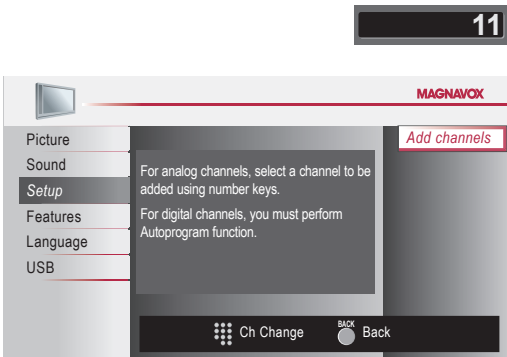 11
MAGNAVOX
Add channels
Picture
Sound
Setup
Features
Language
USB
For analog channels, select a channel to be
added using number keys.
For digital channels, you must perform
Autoprogram function.
Ch Change
BACK Back